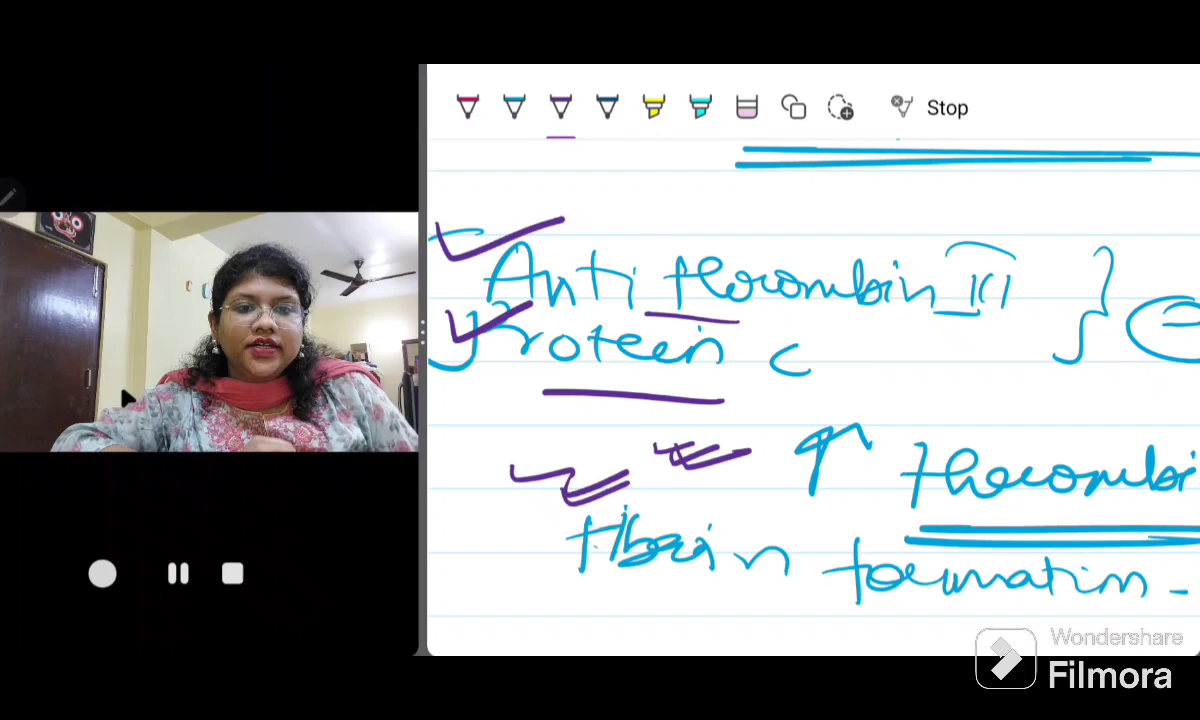 Stop
Anti thrombin III
Protein C
↑ thrombi
fibrin formation -
Wondershare
Filmora